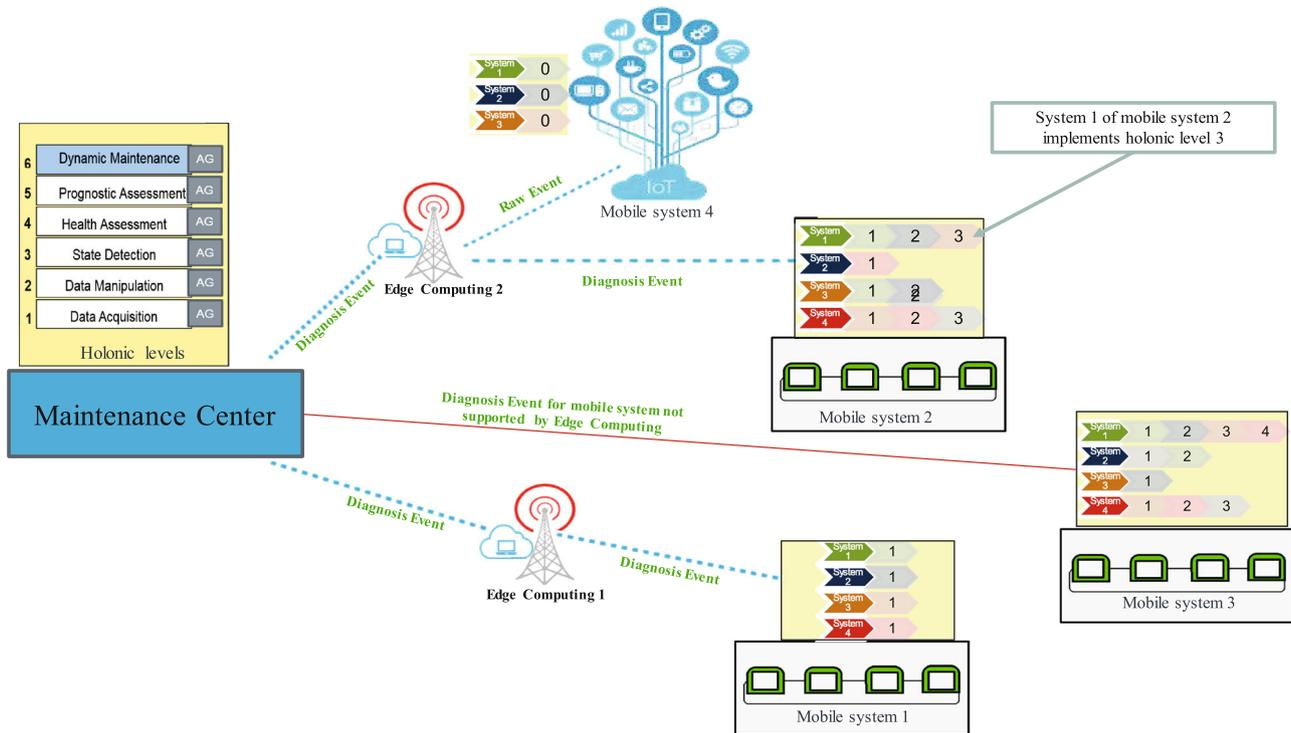 System
1
0
System
2
0
System
3
0
IoT
Mobile system 4
System 1 of mobile system 2
implements holonic level 3
6
Dynamic Maintenance
AG
5
Prognostic Assessment
AG
4
Health Assessment
AG
3
State Detection
AG
2
Data Manipulation
AG
1
Data Acquisition
AG
Holonic levels
Maintenance Center
Raw Event
Edge Computing 2
Diagnosis Event
Diagnosis Event
System
1
1 2 3
System
2
1
System
3
1 2
2
System
4
1 2 3
Mobile system 2
Diagnosis Event for mobile system not
supported by Edge Computing
System
1
1 2 3 4
System
2
1 2
System
3
1
System
4
1 2 3
Mobile system 3
Diagnosis Event
Edge Computing 1
Diagnosis Event
System
1
1
System
2
1
System
3
1
System
4
1
Mobile system 1